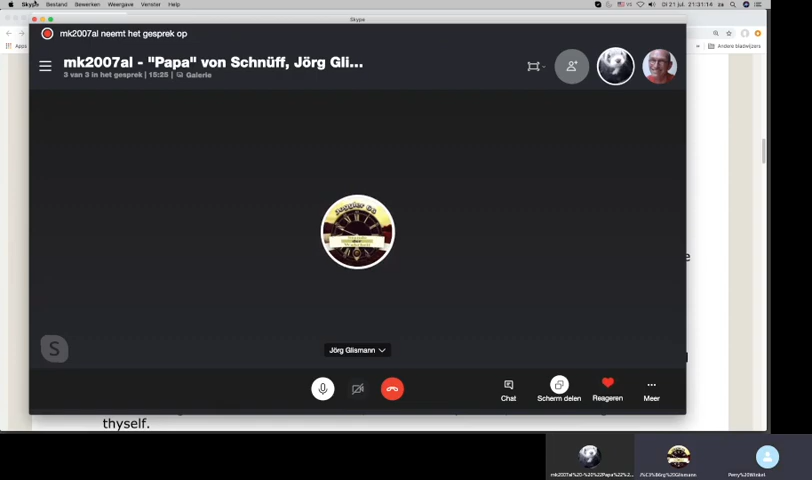 Skype Bestand Bewerken Weergave Venster Help
Di 21 jul. 21:31:14
Skype
Apps
Andere bladwijzers
mk2007al neemt het gesprek op
mk2007al - "Papa" von Schnüff, Jörg Gli...
3 van 3 in het gesprek | 15:25 | Galerie
Joggler 66
e
S
Jörg Glismann
Chat
Scherm delen
Reageren
Meer
thyself.